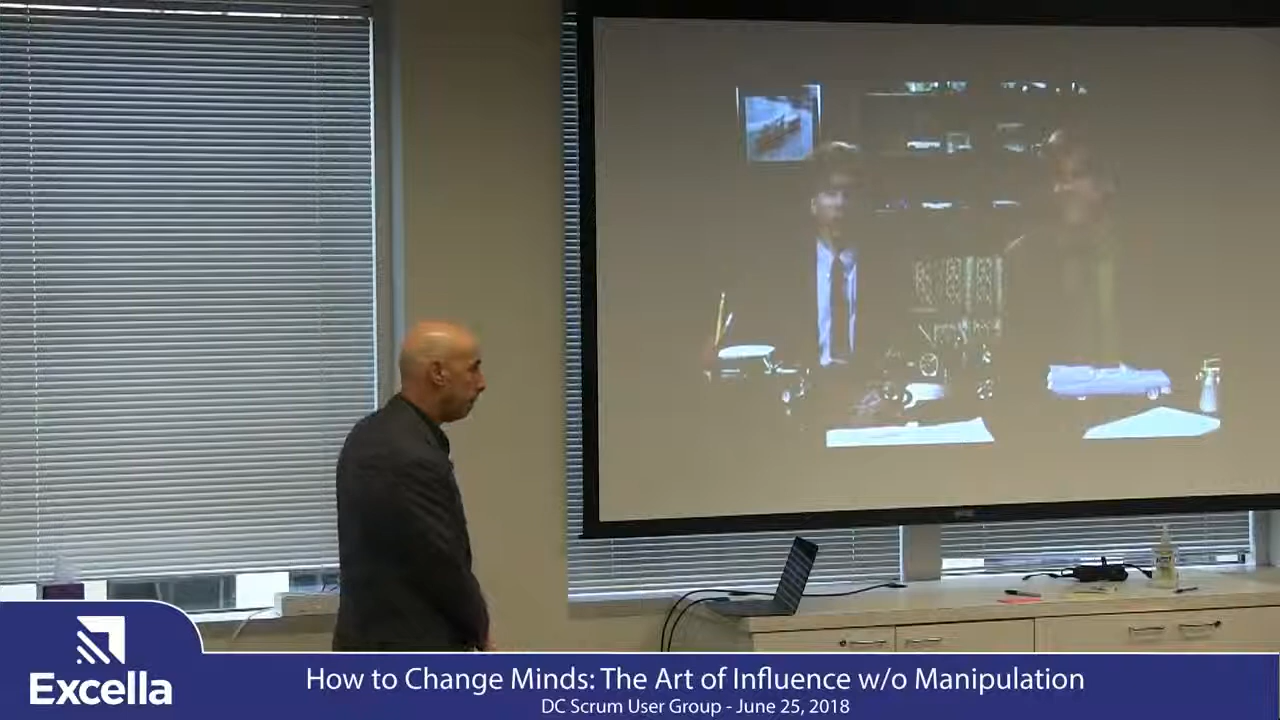 Excella
How to Change Minds: The Art of Influence w/o Manipulation
DC Scrum User Group - June 25, 2018